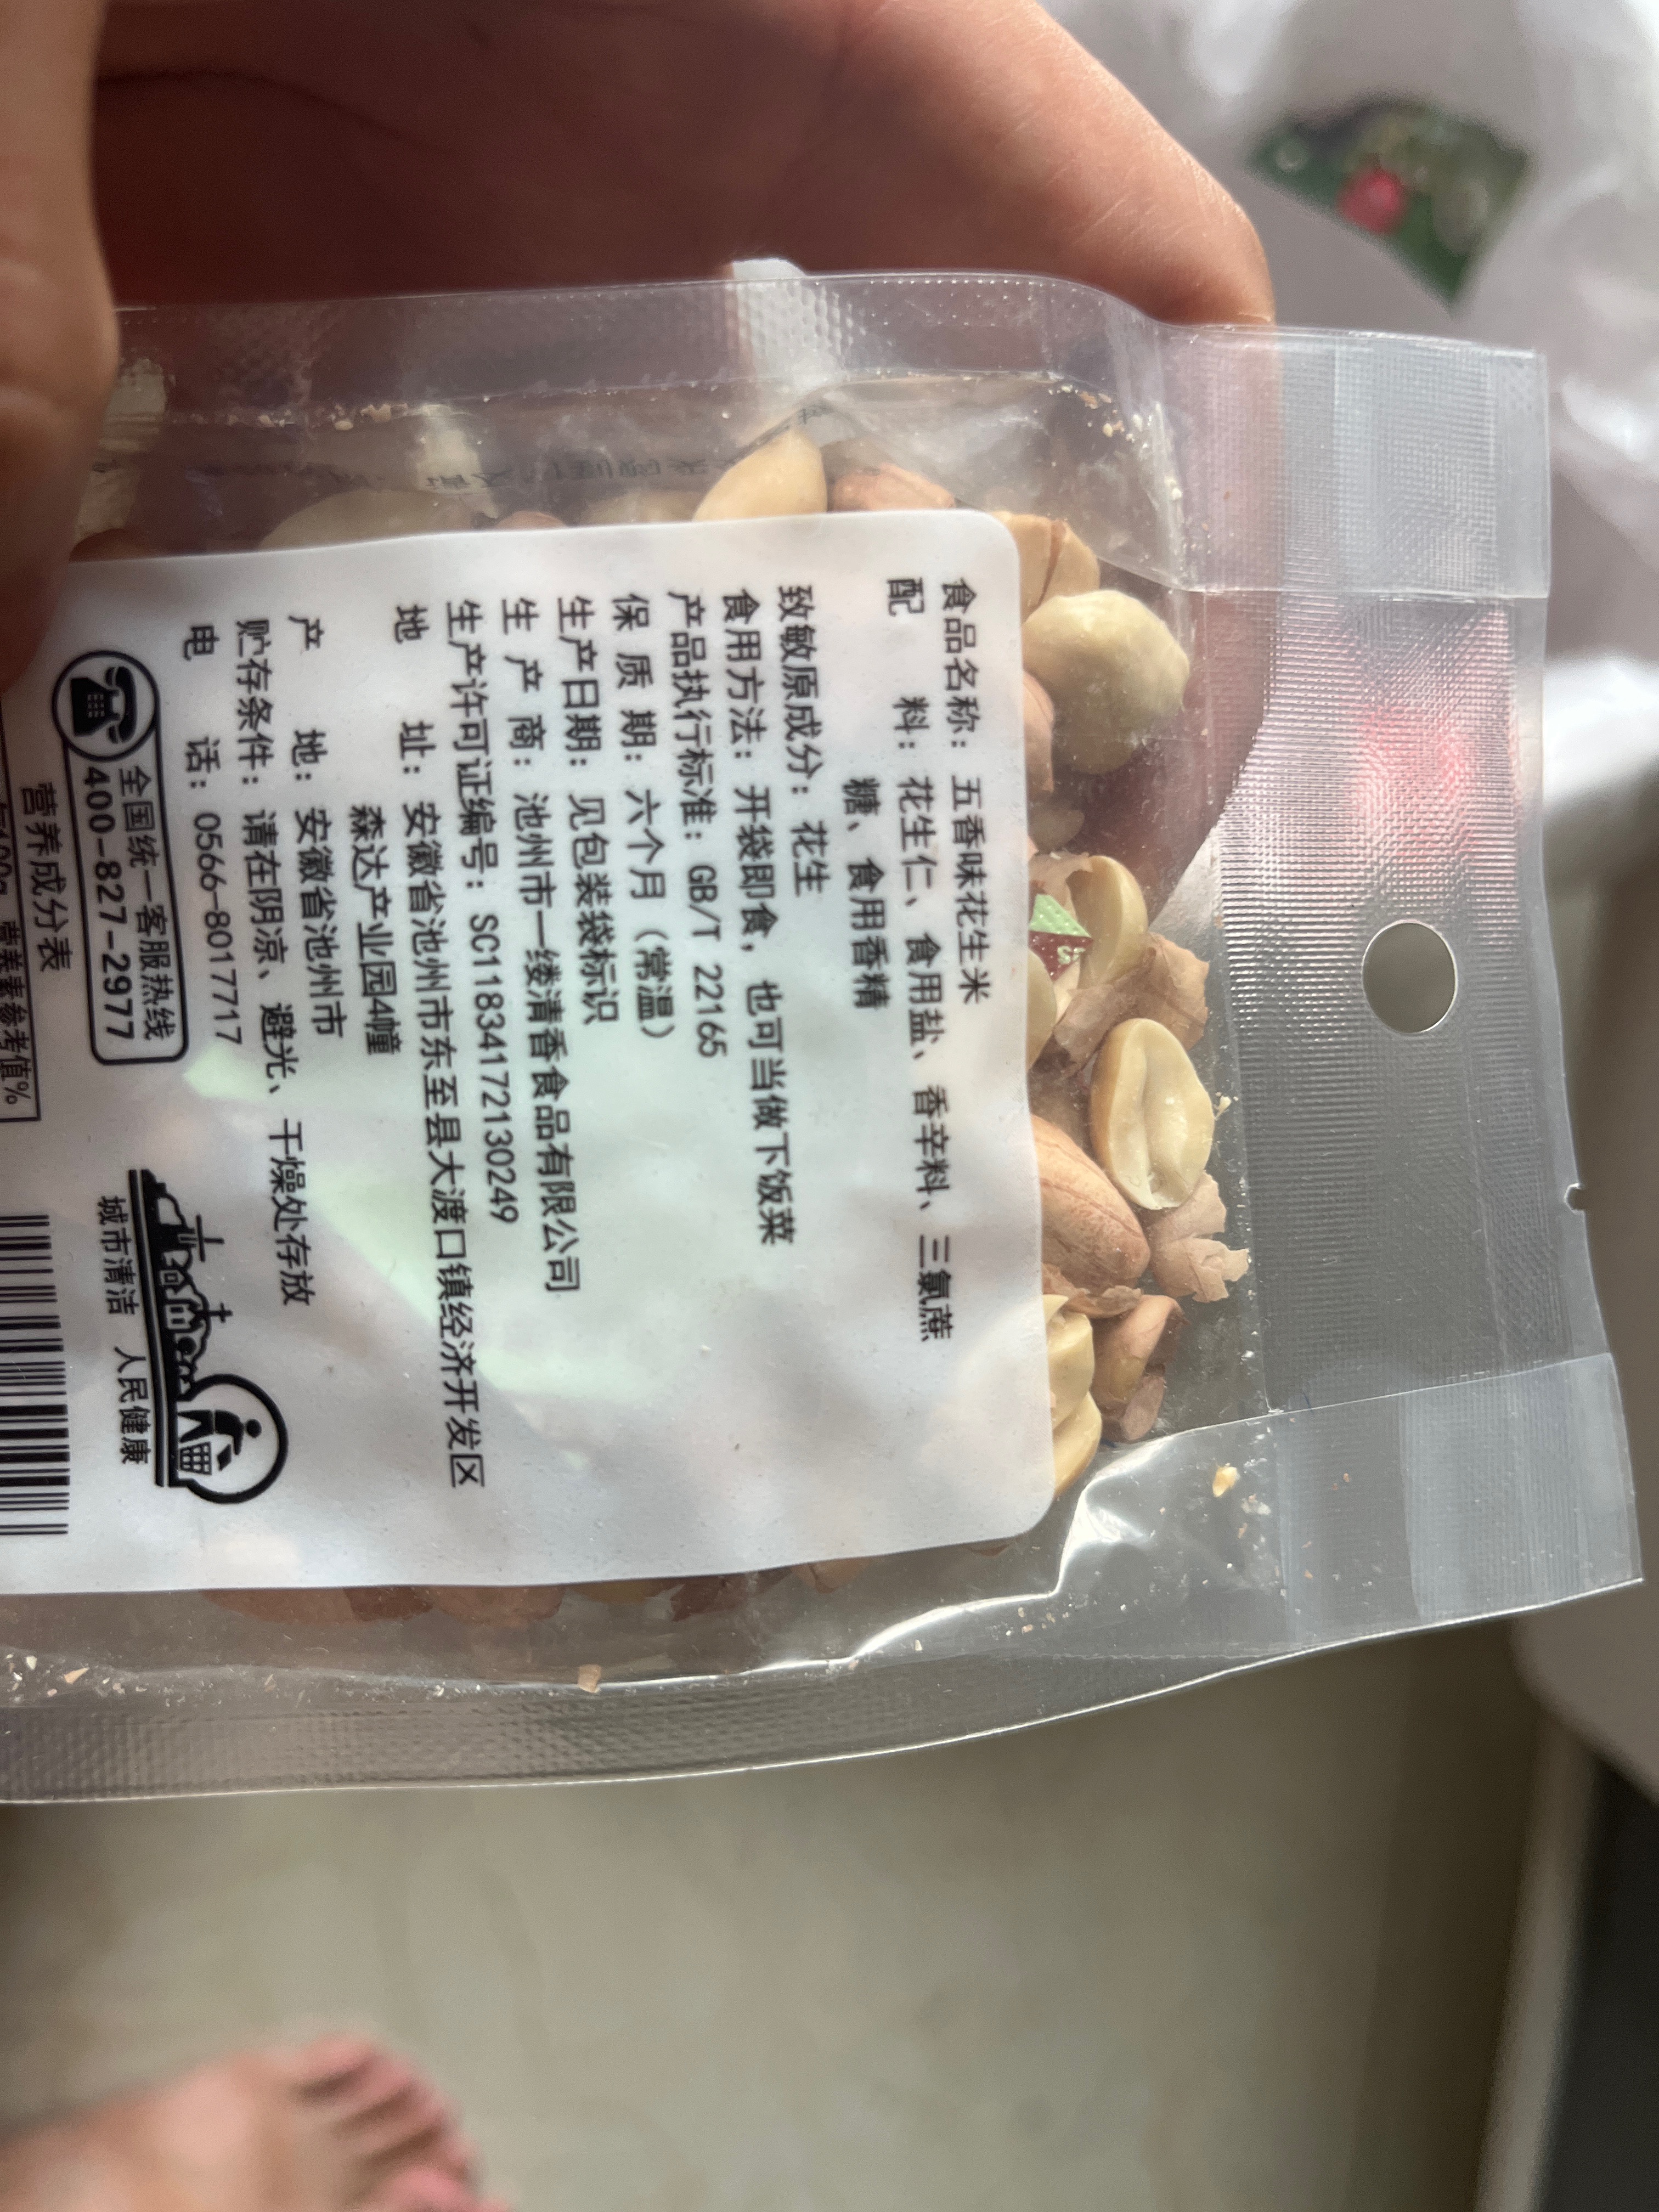 食品名称：五香味花生米
配 料：花生仁、食用盐、香辛料、三氯蔗
糖、食用香精
致敏原成分：花生
食用方法：开袋即食，也可当做下饭菜
产品执行标准：GB/T 22165
保 质 期：六个月（常温）
生产日期：见包装袋标识
生 产 商：池州市一缕清香食品有限公司
生产许可证编号：SC11834172130249
地 址：安徽省池州市东至县大渡口镇经济开发区
森达产业园4幢
产 地：安徽省池州市
贮存条件：请在阴凉、避光、干燥处存放
电 话：0566-8017717
全国统一客服热线
400-827-2977
城市清洁 人民健康
营养成分表
营养素参考值%